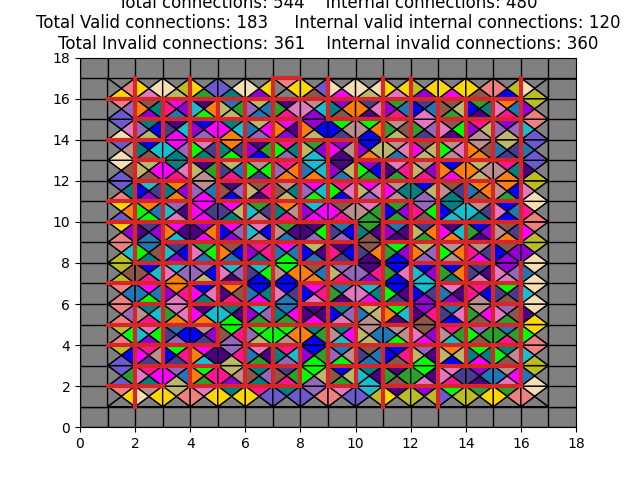 Total connections: 544    Internal connections: 480
Total Valid connections: 183     Internal valid internal connections: 120
Total Invalid connections: 361    Internal invalid connections: 360
18
16
14
12
10
8
6
4
2
0
0 2 4 6 8 10 12 14 16 18